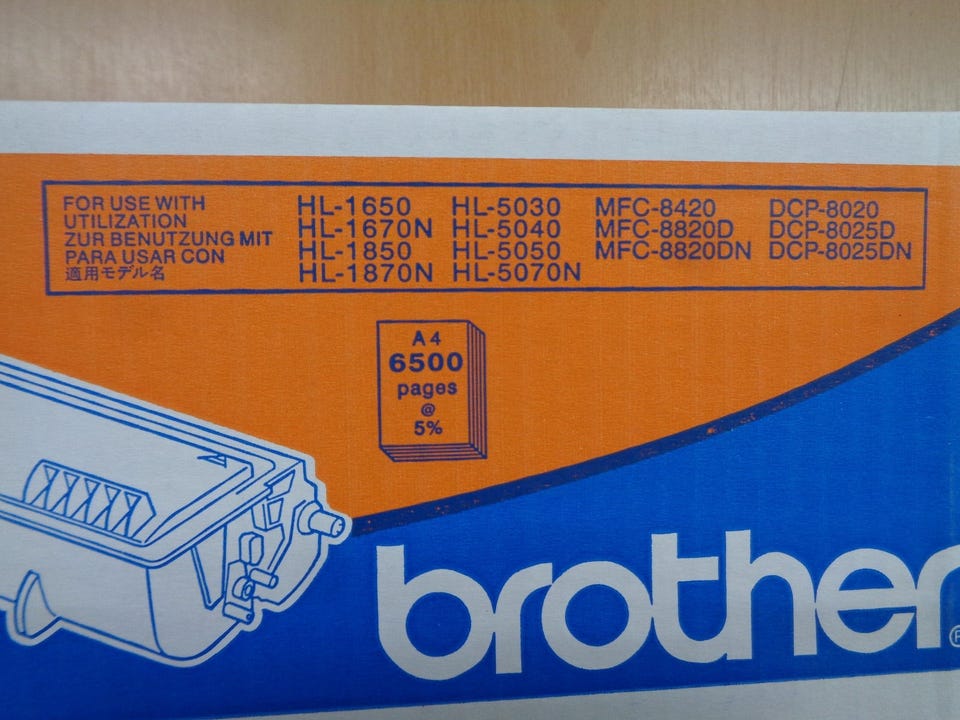 FOR USE WITH
UTILIZATION
ZUR BENUTZUNG MIT
PARA USAR CON
適用モデル名
HL-1650 HL-5030 MFC-8420 DCP-8020
HL-1670N HL-5040 MFC-8820D DCP-8025D
HL-1850 HL-5050 MFC-8820DN DCP-8025DN
HL-1870N HL-5070N
A4
6500
pages
@
5%
brother
®